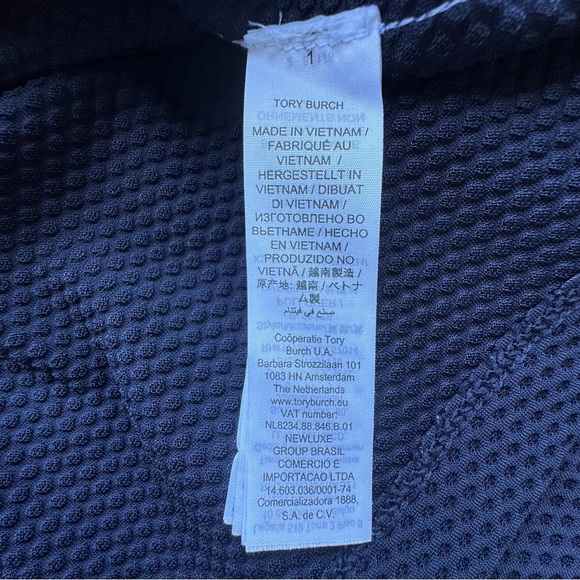 1
TORY BURCH
MADE IN VIETNAM /
FABRIQUÉ AU
VIETNAM /
HERGESTELLT IN
VIETNAM / DIBUAT
DI VIETNAM /
ИЗГОТОВЛЕНО ВО
ВЬЕТНАМЕ / HECHO
EN VIETNAM /
PRODUZIDO NO
VIETNÃ / 越南製造 /
原产地: 越南 / ベトナ
ム製 /
صنع في فيتنام
Coöperatie Tory
Burch U.A.
Barbara Strozzilaan 101
1083 HN Amsterdam
The Netherlands
www.toryburch.eu
VAT number:
NL8234.88.846.B.01
NEWLUXE
GROUP BRASIL
COMERCIO E
IMPORTACAO LTDA
14.603.036/0001-74
Comercializadora 1888,
S.A. de C.V.